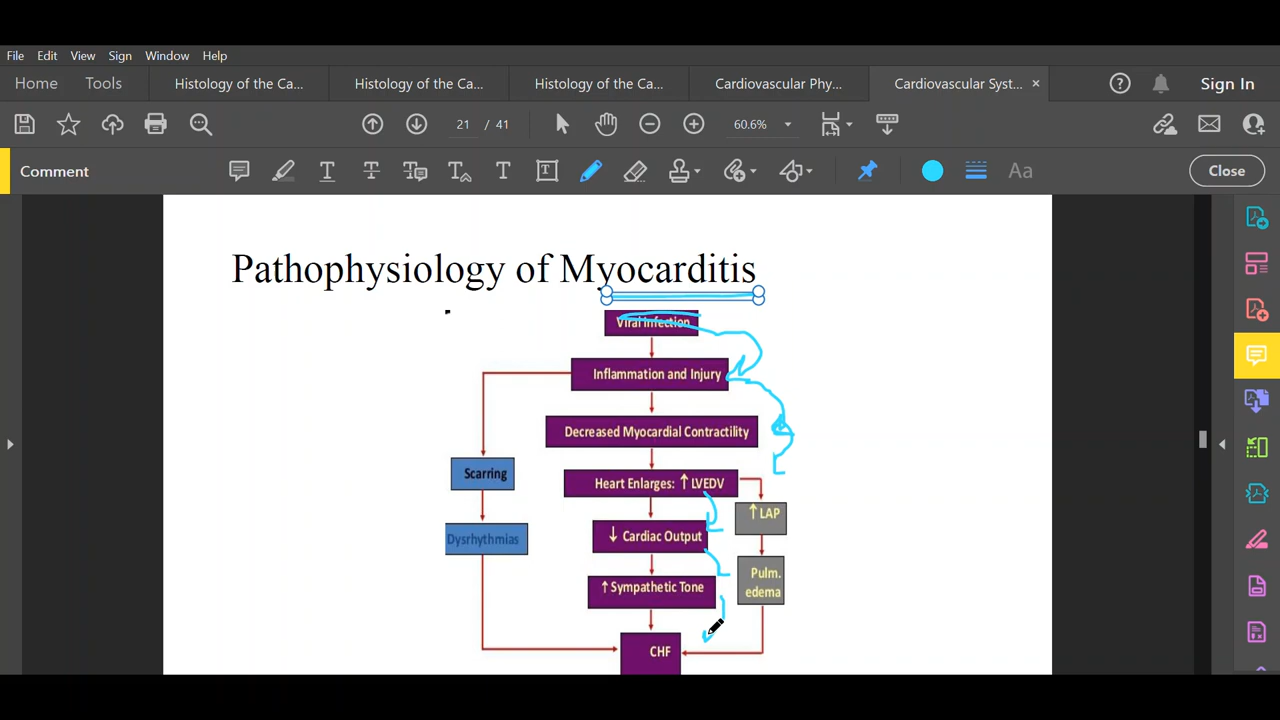 File Edit View Sign Window Help
Home Tools Histology of the Ca... Histology of the Ca... Histology of the Ca... Cardiovascular Phy... Cardiovascular Syst... × Sign In
21 / 41 60.6%
Comment Aa Close
Pathophysiology of Myocarditis
Viral Infection
Inflammation and Injury
Decreased Myocardial Contractility
Scarring
Heart Enlarges: ↑ LVEDV
↑ LAP
↓ Cardiac Output
Dysrhythmias
Pulm.
edema
↑ Sympathetic Tone
CHF